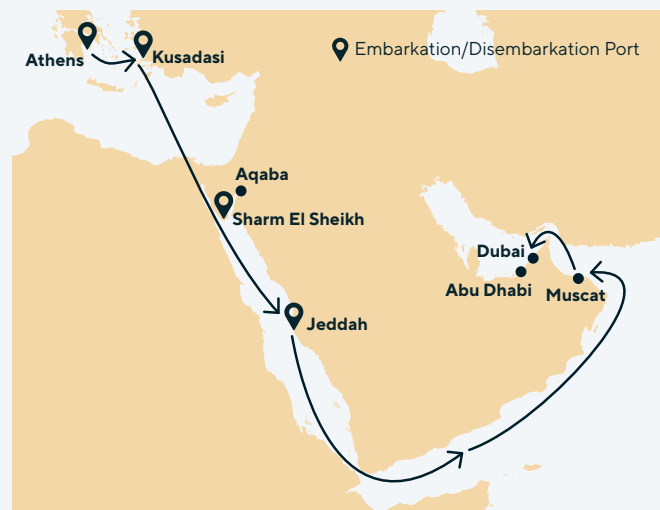 Embarkation/Disembarkation Port
Athens
Kusadasi
Aqaba
Sharm El Sheikh
Dubai
Abu Dhabi
Muscat
Jeddah